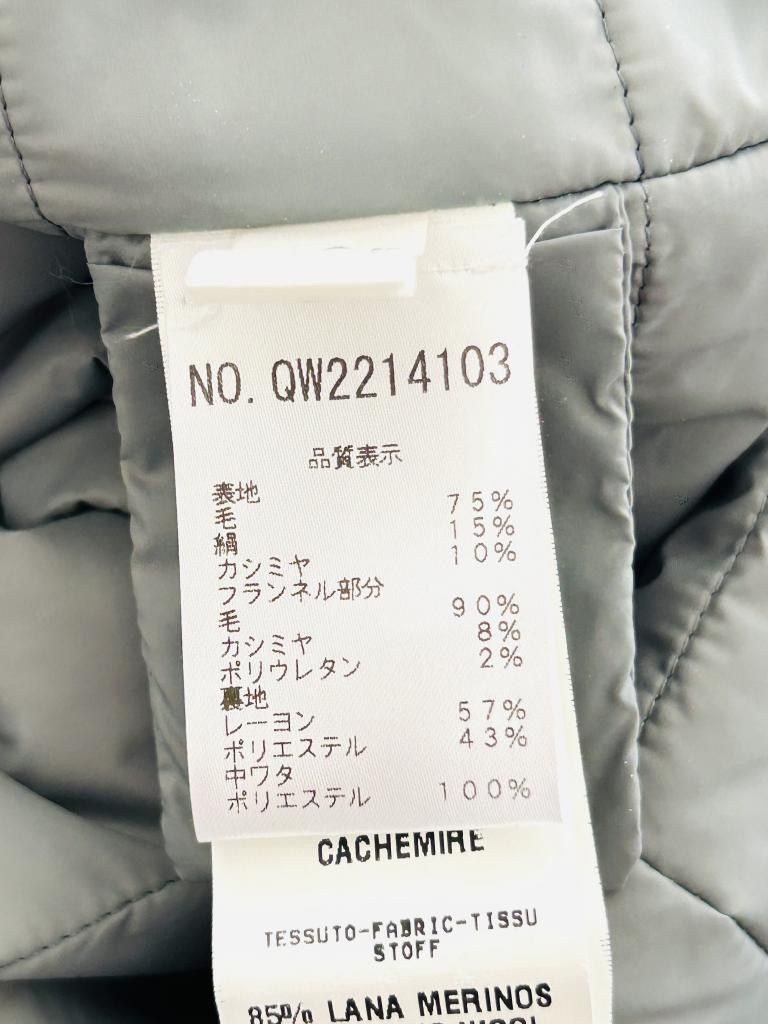 NO. QW2214103
品質表示
表地
毛 75%
絹 15%
カシミヤ 10%
フランネル部分
毛 90%
カシミヤ 8%
ポリウレタン 2%
裏地
レーヨン 57%
ポリエステル 43%
中ワタ
ポリエステル 100%
CACHEMIRE
TESSUTO-FABRIC-TISSU
STOFF
85% LANA MERINOS